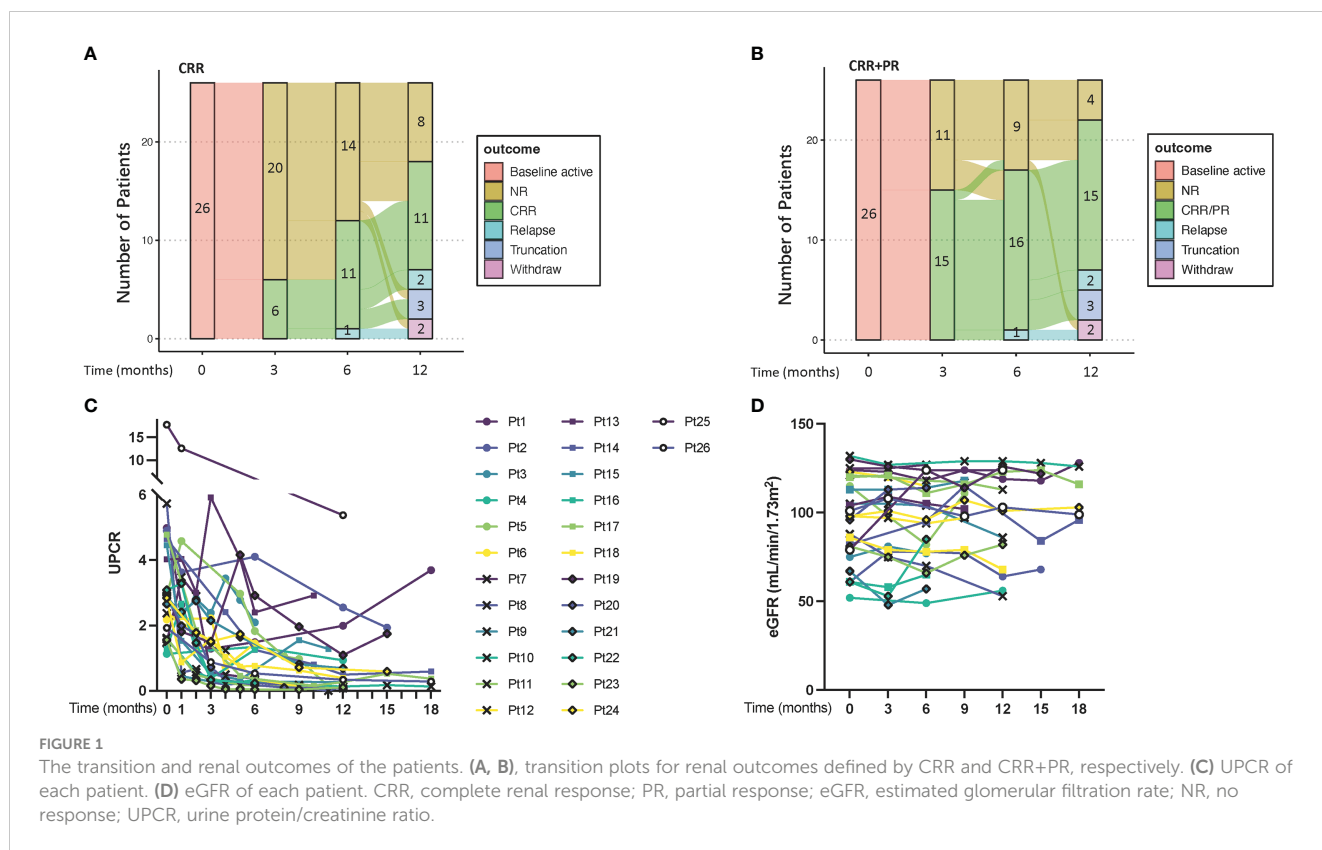 A
CRR
Number of Patients
20
10
0
26
20
6
14
11
1
8
11
2
3
2
Time (months) 0 3 6 12
outcome
Baseline active
NR
CRR
Relapse
Truncation
Withdraw
B
CRR+PR
Number of Patients
20
10
0
26
11
15
9
16
1
4
15
2
3
2
Time (months) 0 3 6 12
outcome
Baseline active
NR
CRR/PR
Relapse
Truncation
Withdraw
C
UPCR
15
10
6
4
2
0
Time (months) 0 1 3 6 9 12 15 18
Pt1 Pt13 Pt25
Pt2 Pt14 Pt26
Pt3 Pt15
Pt4 Pt16
Pt5 Pt17
Pt6 Pt18
Pt7 Pt19
Pt8 Pt20
Pt9 Pt21
Pt10 Pt22
Pt11 Pt23
Pt12 Pt24
D
eGFR (mL/min/1.73m²)
150
100
50
0
Time (months) 0 3 6 9 12 15 18
FIGURE 1
The transition and renal outcomes of the patients. (A, B), transition plots for renal outcomes defined by CRR and CRR+PR, respectively. (C) UPCR of
each patient. (D) eGFR of each patient. CRR, complete renal response; PR, partial response; eGFR, estimated glomerular filtration rate; NR, no
response; UPCR, urine protein/creatinine ratio.